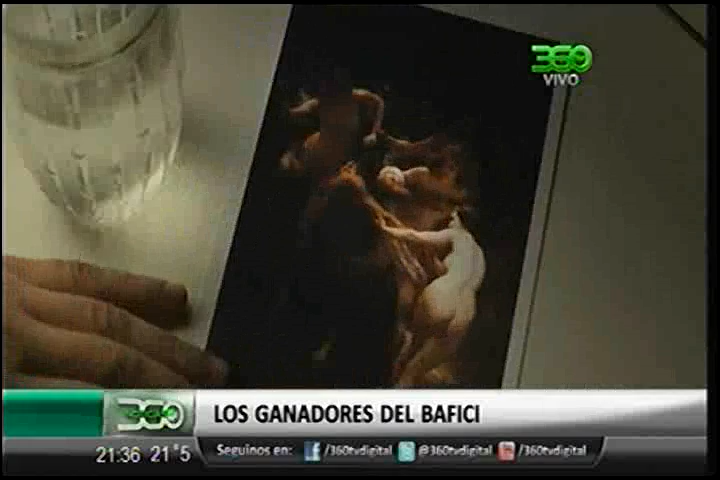 360
VIVO
360
LOS GANADORES DEL BAFICI
21:36 21°5
Seguinos en: f /360tvdigital @360tvdigital /360tvdigital